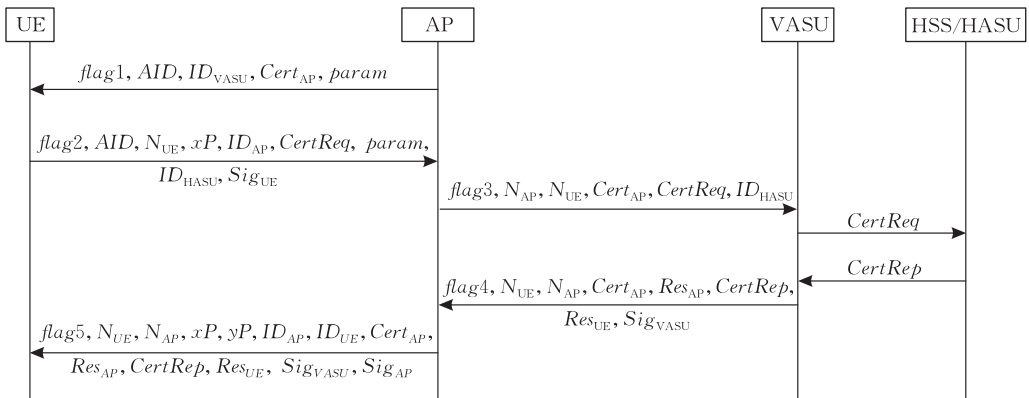 UE AP VASU HSS/HASU
flag1, AID, ID_VASU, Cert_AP, param
flag2, AID, N_UE, xP, ID_AP, CertReq, param,
ID_HASU, Sig_UE
flag3, N_AP, N_UE, Cert_AP, CertReq, ID_HASU
CertReq
CertRep
flag4, N_UE, N_AP, Cert_AP, Res_AP, CertRep,
Res_UE, Sig_VASU
flag5, N_UE, N_AP, xP, yP, ID_AP, ID_UE, Cert_AP,
Res_AP, CertRep, Res_UE, Sig_VASU, Sig_AP